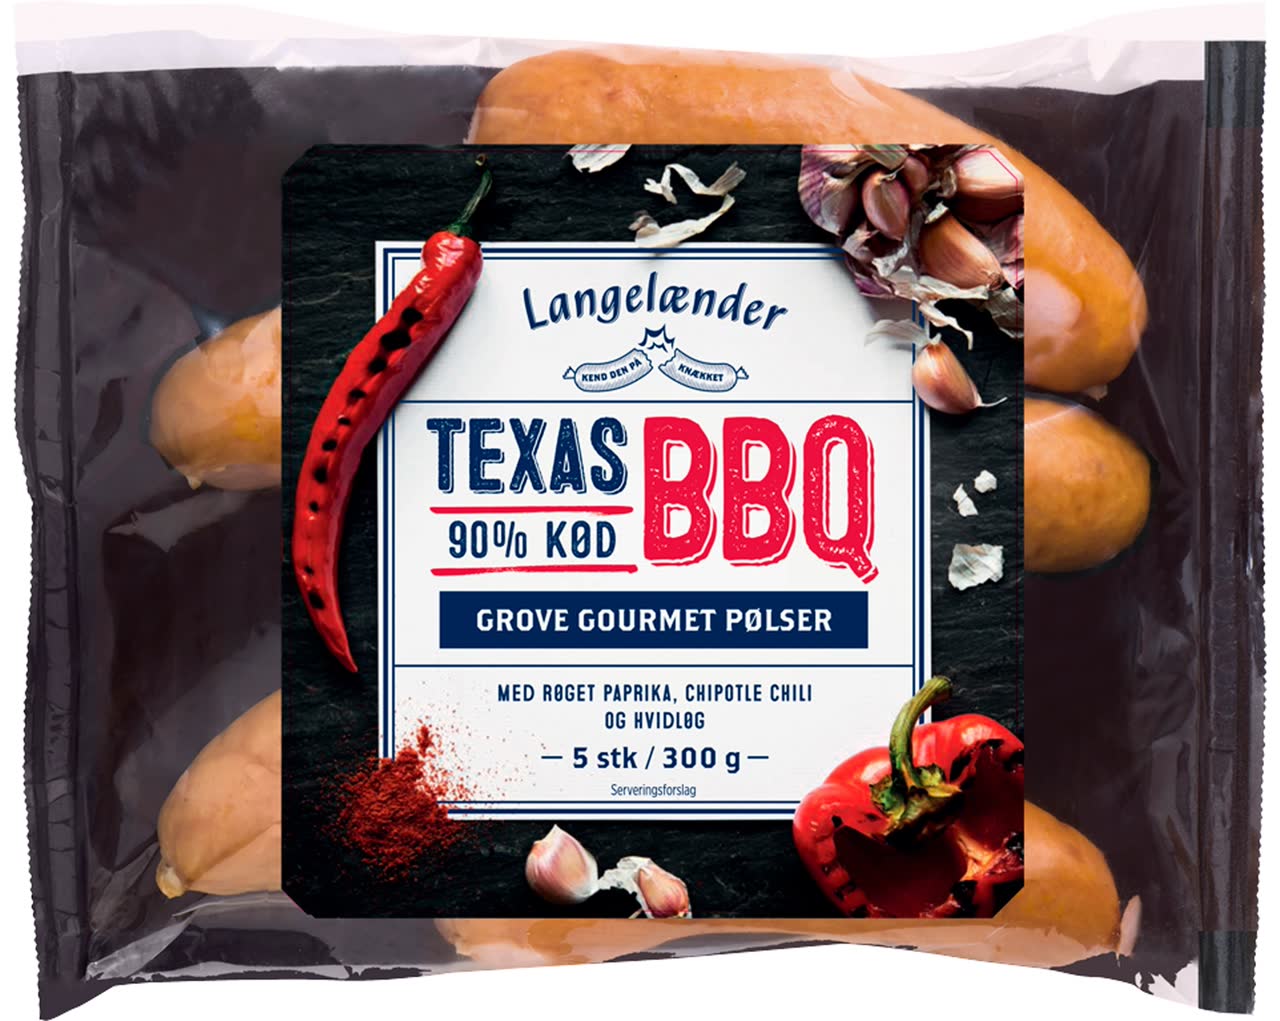 Langelænder
KEND DEN PÅ KNÆKKET
TEXAS BBQ
90% KØD
GROVE GOURMET PØLSER
MED RØGET PAPRIKA, CHIPOTLE CHILI
OG HVIDLØG
5 stk / 300 g
Serveringsforslag